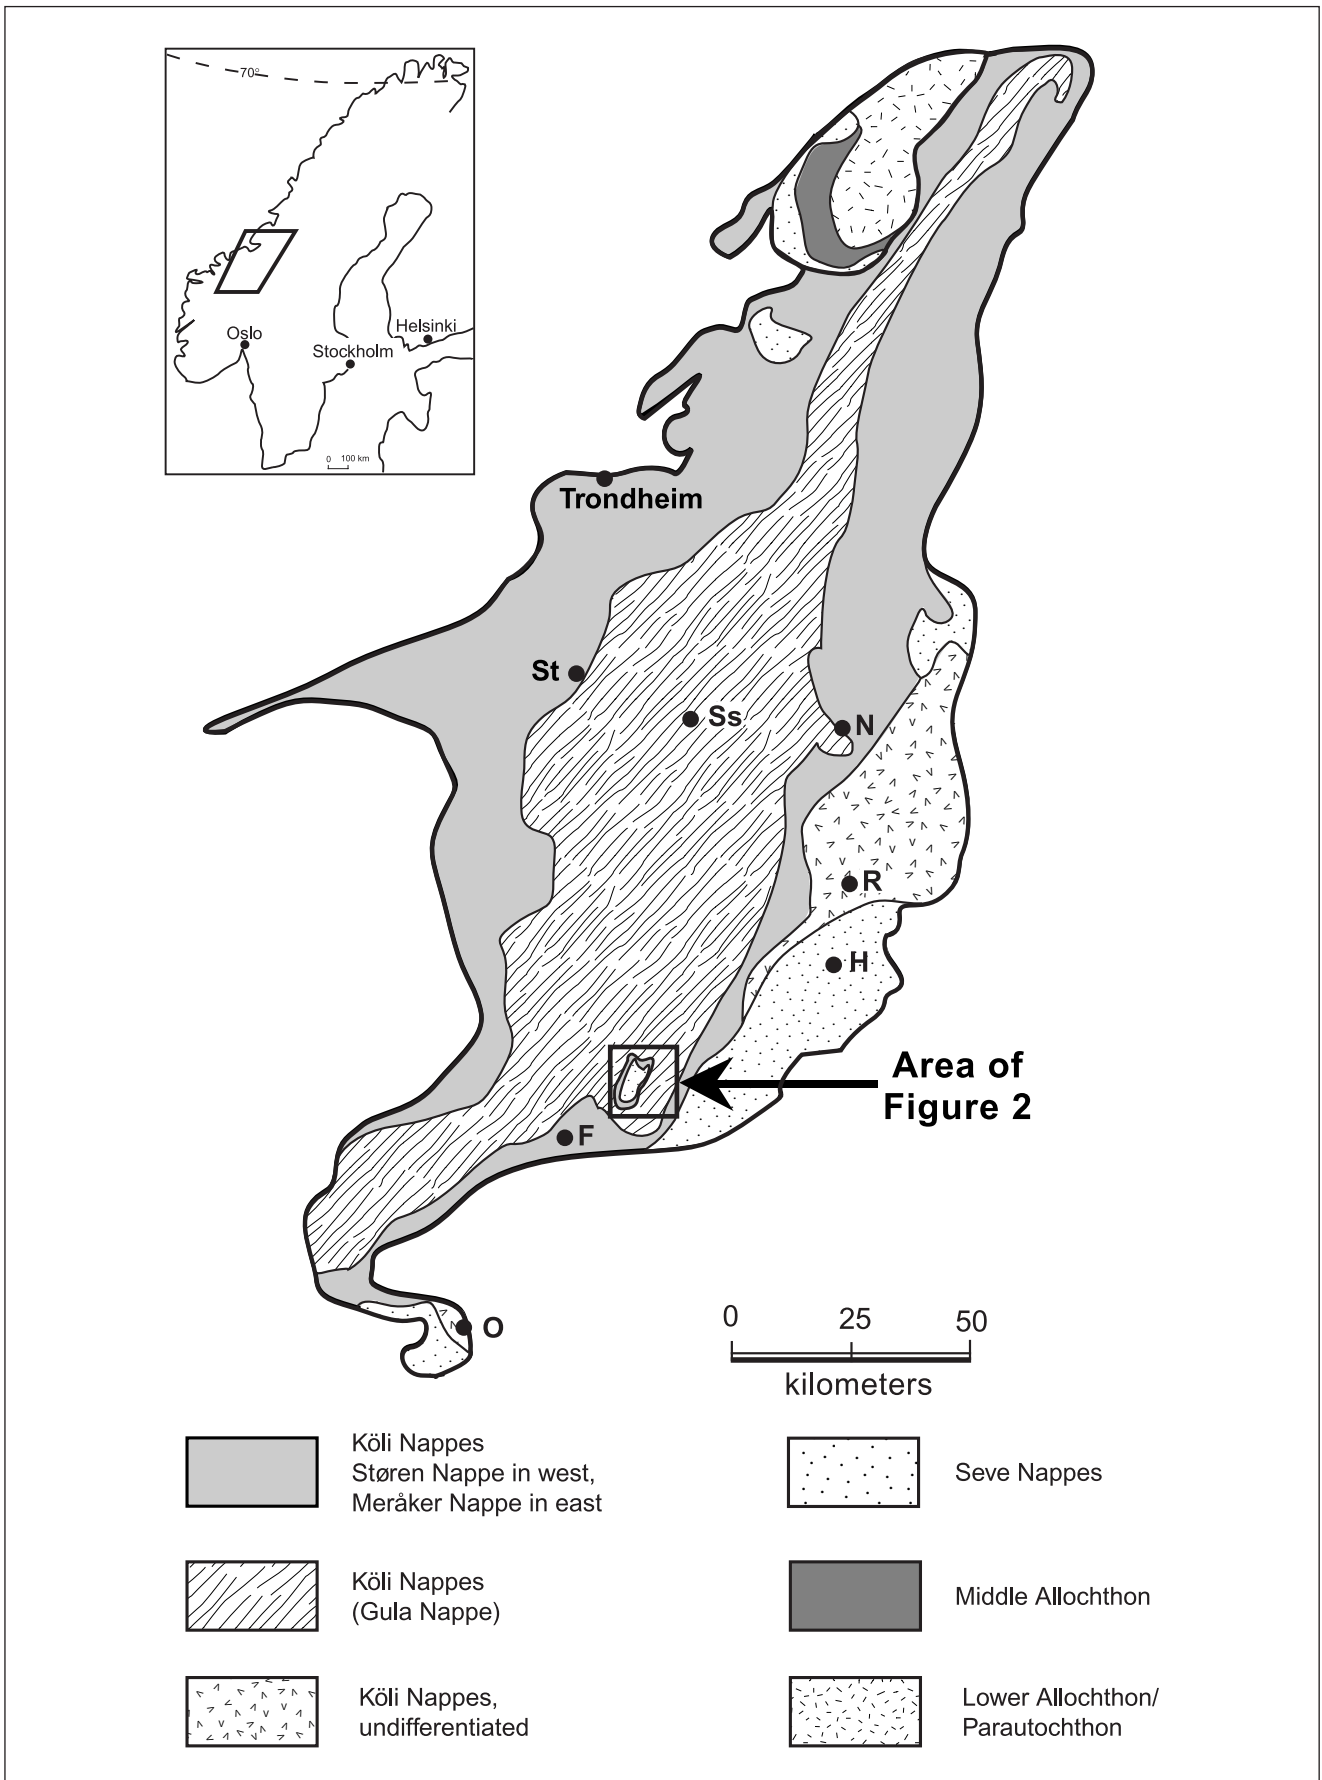 70°
Oslo
Helsinki
Stockholm
0 100 km
Trondheim
St
Ss
N
R
H
Area of
Figure 2
F
O
0 25 50
kilometers
Köli Nappes
Støren Nappe in west,
Meråker Nappe in east
Köli Nappes
(Gula Nappe)
Köli Nappes,
undifferentiated
Seve Nappes
Middle Allochthon
Lower Allochthon/
Parautochthon